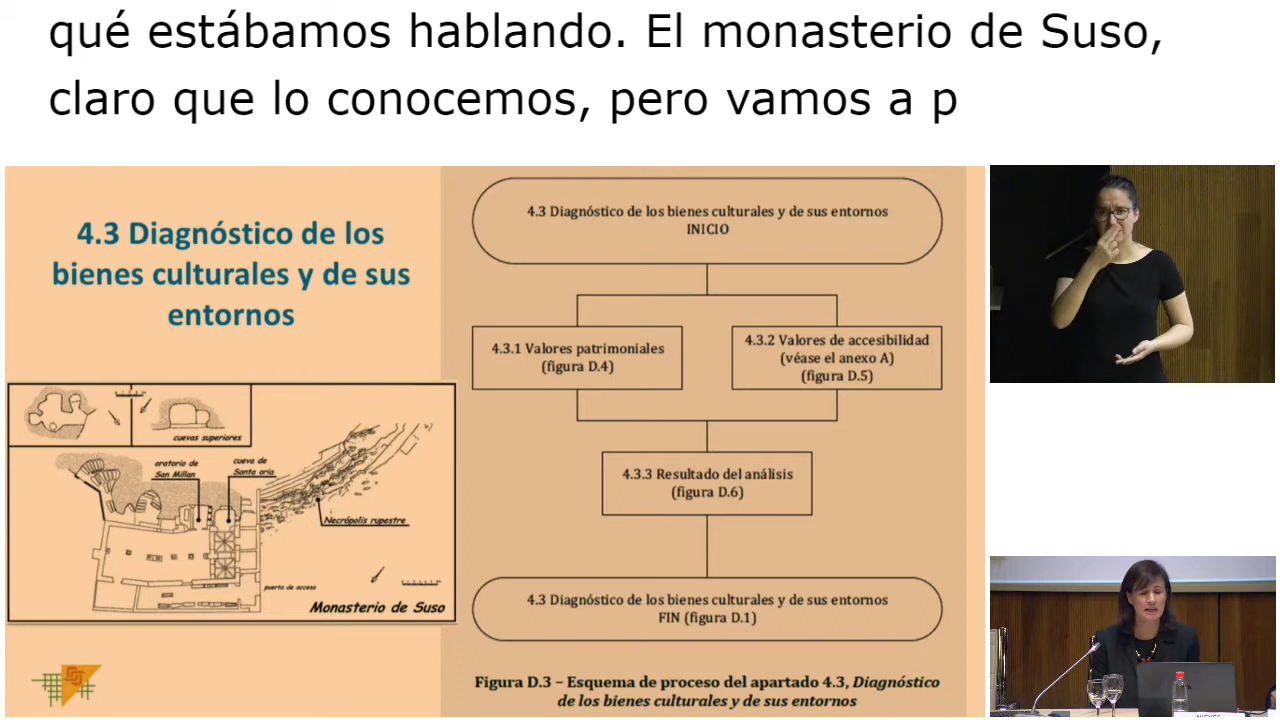 qué estábamos hablando. El monasterio de Suso,
claro que lo conocemos, pero vamos a p
4.3 Diagnóstico de los
bienes culturales y de sus
entornos
cuevas superiores
oratorio de
San Millan
cueva de
Santa oria
Necrópolis rupestre
puerta de acceso
Monasterio de Suso
4.3 Diagnóstico de los bienes culturales y de sus entornos
INICIO
4.3.1 Valores patrimoniales
(figura D.4)
4.3.2 Valores de accesibilidad
(véase el anexo A)
(figura D.5)
4.3.3 Resultado del análisis
(figura D.6)
4.3 Diagnóstico de los bienes culturales y de sus entornos
FIN (figura D.1)
Figura D.3 – Esquema de proceso del apartado 4.3, Diagnóstico
de los bienes culturales y de sus entornos